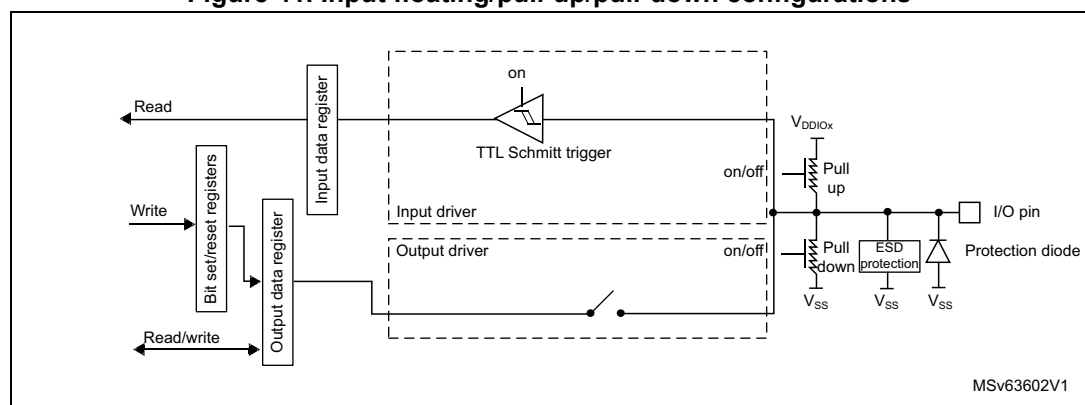 Figure Input floating/pull-up/pull-down configurations
on
Read
Input data register
TTL Schmitt trigger
VDDIOx
on/off
Pull
up
Bit set/reset registers
Write
Input driver
I/O pin
Output data register
Output driver
on/off
Pull
down
ESD
protection
Protection diode
VSS
VSS
VSS
Read/write
MSv63602V1